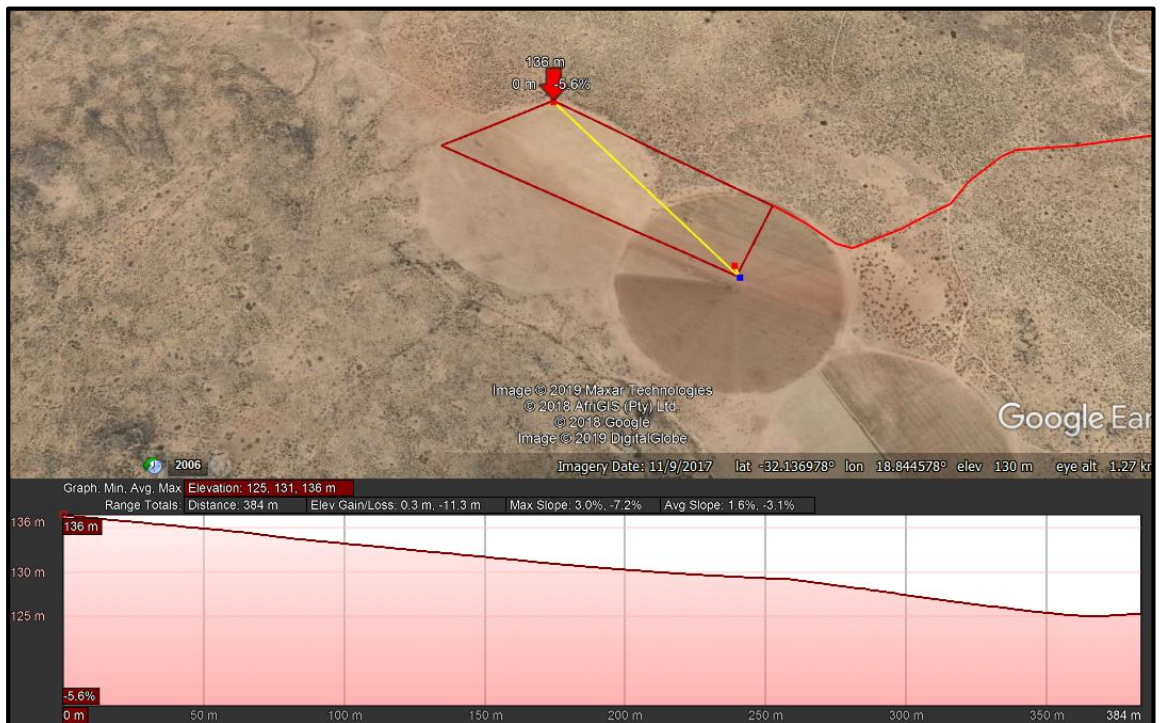 136 m
0 m -5.6%
Image © 2019 Maxar Technologies
© 2018 AfriGIS (Pty) Ltd.
© 2018 Google
Image © 2019 DigitalGlobe
Google Ear
2006
Imagery Date: 11/9/2017 lat -32.136978° lon 18.844578° elev 130 m eye alt 1.27 km
Graph: Min, Avg, Max Elevation: 125, 131, 136 m
Range Totals: Distance: 384 m Elev Gain/Loss: 0.3 m, -11.3 m Max Slope: 3.0%, -7.2% Avg Slope: 1.6%, -3.1%
136 m
136 m
130 m
125 m
-5.6%
0 m 50 m 100 m 150 m 200 m 250 m 300 m 350 m 384 m